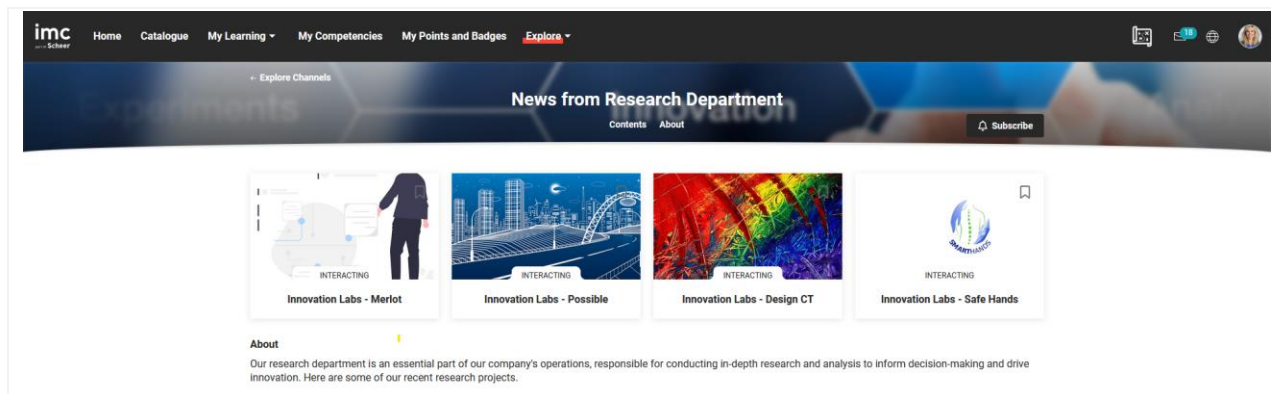 imc
Scheer
Home Catalogue My Learning My Competencies My Points and Badges Explore
18
← Explore Channels
Experiments
Innovation
News from Research Department
Contents About
Subscribe
INTERACTING
Innovation Labs - Merlot
INTERACTING
Innovation Labs - Possible
INTERACTING
Innovation Labs - Design CT
SMARTHANDS
INTERACTING
Innovation Labs - Safe Hands
About
Our research department is an essential part of our company's operations, responsible for conducting in-depth research and analysis to inform decision-making and drive
innovation. Here are some of our recent research projects.